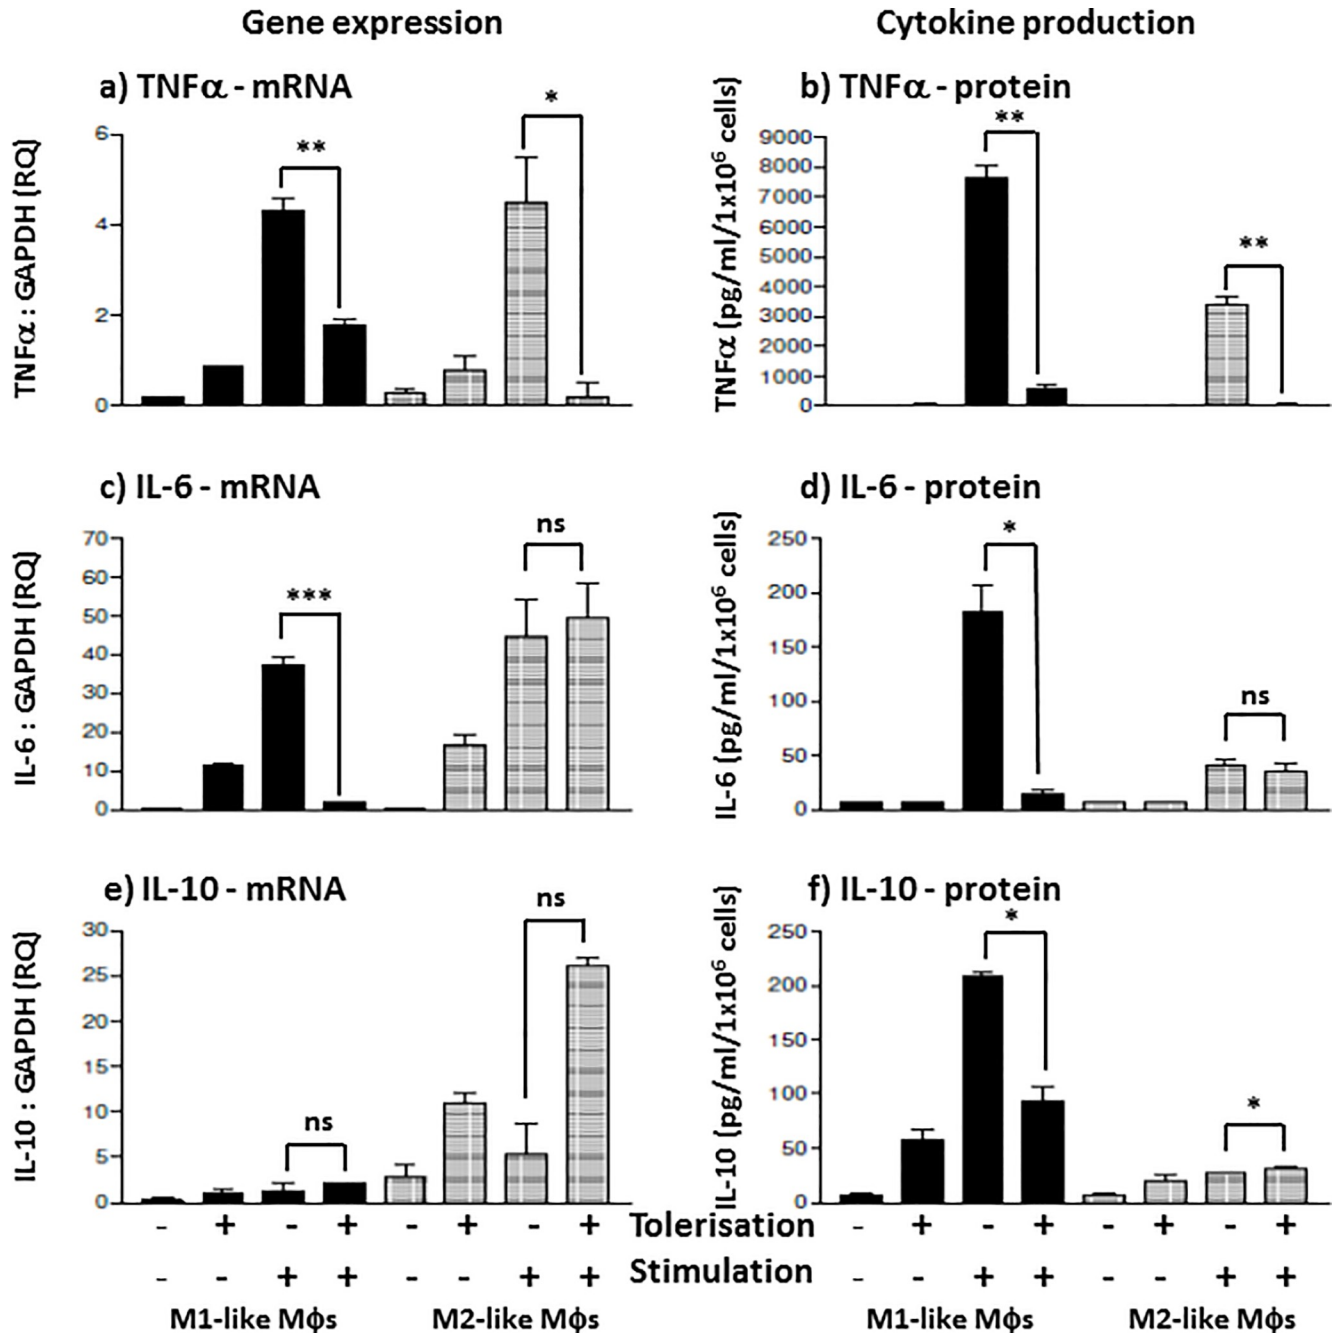 Gene expression
Cytokine production
a) TNFα - mRNA
TNFα : GAPDH (RQ)
6
4
2
0
**
*
b) TNFα - protein
TNFα (pg/ml/1x10⁶ cells)
9000
8000
7000
6000
5000
4000
3000
2000
1000
0
**
**
c) IL-6 - mRNA
IL-6 : GAPDH (RQ)
70
60
50
40
30
20
10
0
***
ns
d) IL-6 - protein
IL-6 (pg/ml/1x10⁶ cells)
250
200
150
100
50
0
*
ns
e) IL-10 - mRNA
IL-10 : GAPDH (RQ)
30
25
20
15
10
5
0
ns
ns
f) IL-10 - protein
IL-10 (pg/ml/1x10⁶ cells)
250
200
150
100
50
0
*
*
- + - + - + - + Tolerisation - + - + - + - +
- - + + - - + + Stimulation - - + + - - + +
M1-like Mϕs M2-like Mϕs M1-like Mϕs M2-like Mϕs